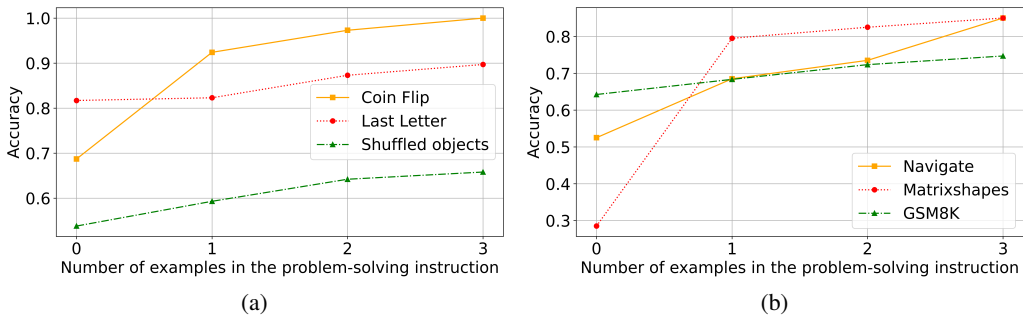 1.0
0.9
0.8
0.7
0.6
Accuracy
Coin Flip
Last Letter
Shuffled objects
0 1 2 3
Number of examples in the problem-solving instruction
(a)
0.8
0.7
0.6
0.5
0.4
0.3
Accuracy
Navigate
Matrixshapes
GSM8K
0 1 2 3
Number of examples in the problem-solving instruction
(b)